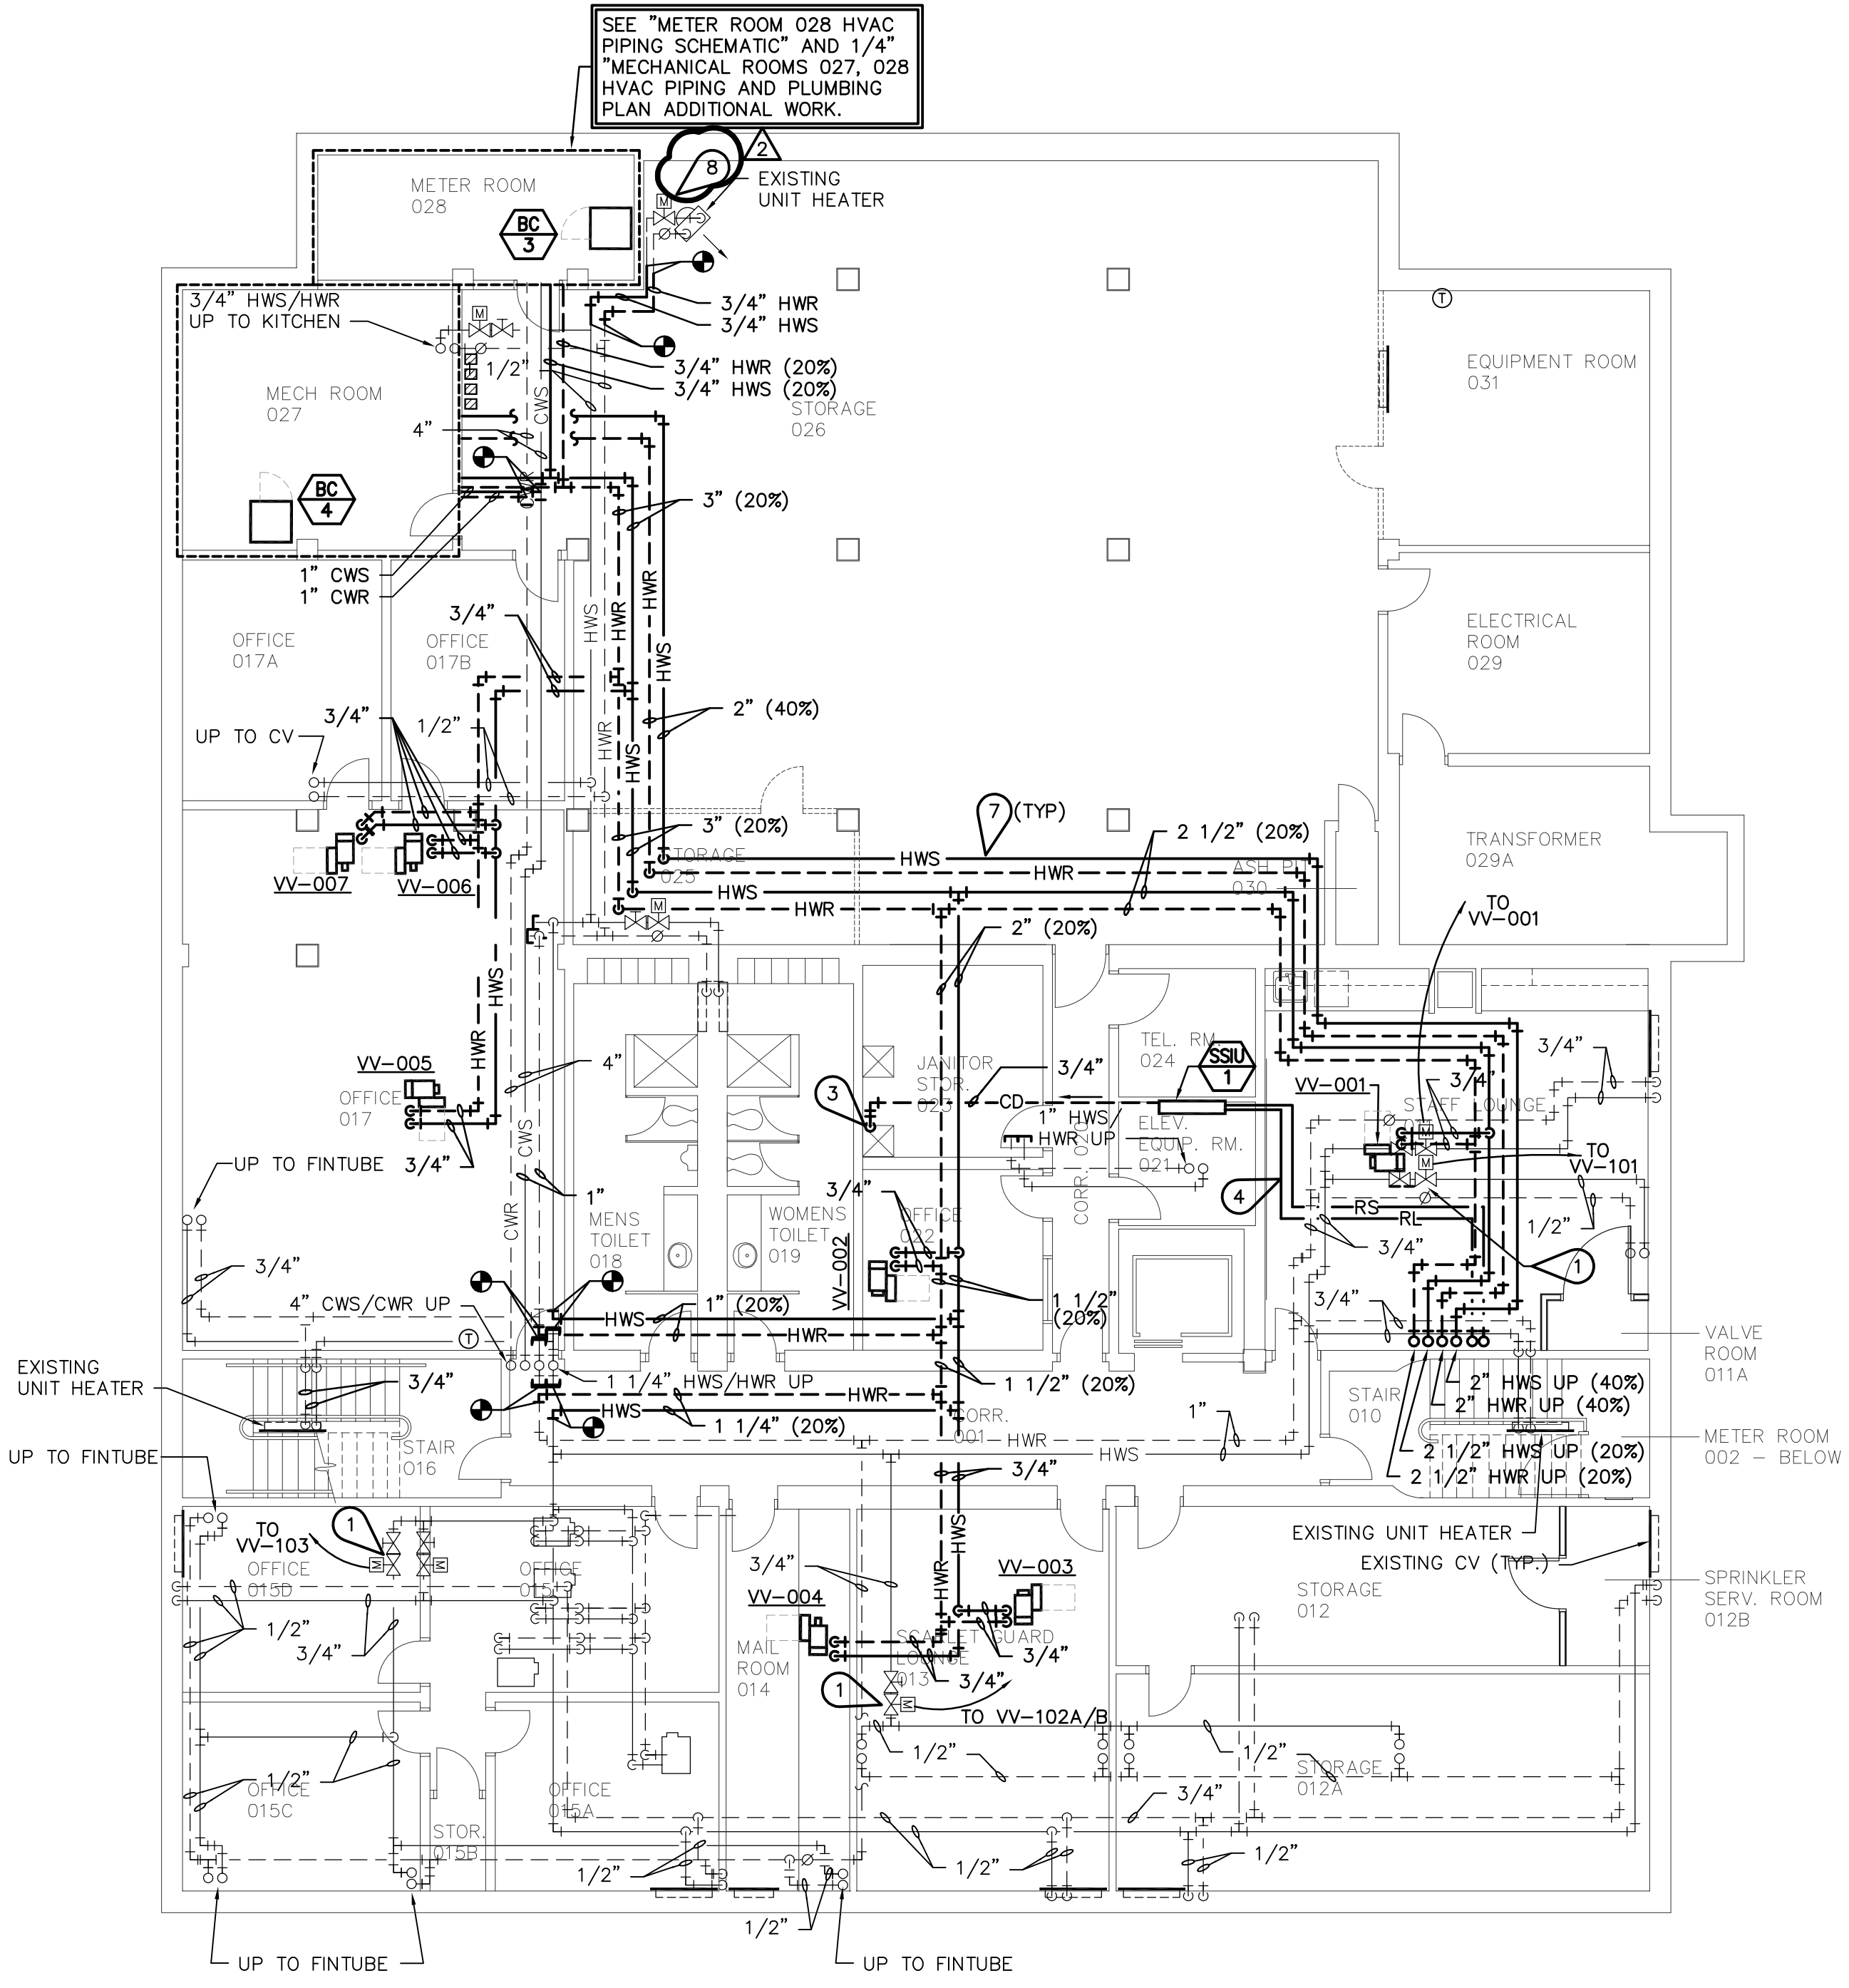 SEE "METER ROOM 028 HVAC
PIPING SCHEMATIC" AND 1/4"
"MECHANICAL ROOMS 027, 028
HVAC PIPING AND PLUMBING
PLAN ADDITIONAL WORK.
2
8
EXISTING
UNIT HEATER
M
METER ROOM
028
BC
3
3/4" HWS/HWR
UP TO KITCHEN
M
3/4" HWR
3/4" HWS
T
1/2"
3/4" HWR (20%)
3/4" HWS (20%)
MECH ROOM
027
CWS
STORAGE
026
EQUIPMENT ROOM
031
4"
BC
4
3" (20%)
1" CWS
1" CWR
3/4"
HWS
HWR
HWR
HWS
OFFICE
017A
OFFICE
017B
ELECTRICAL
ROOM
029
3/4"
1/2"
UP TO CV
HWR
HWS
2" (40%)
7
(TYP)
3" (20%)
2 1/2" (20%)
TRANSFORMER
029A
STORAGE
025
HWS
HWR
ASH PIT
030
VV-007
VV-006
HWS
HWR
M
2" (20%)
TO
VV-001
HWS
HWR
VV-005
OFFICE
017
4"
JANITOR
STOR.
023
3/4"
TEL. RM.
024
SSIU
1
VV-001
3/4"
3/4"
STAFF LOUNGE
3
CD
1" HWS/
HWR UP
ELEV.
EQUIP. RM.
021
CORR. 020
M
M
TO
VV-101
CWS
UP TO FINTUBE
3/4"
1"
CWR
MENS
TOILET
018
WOMENS
TOILET
019
3/4"
OFFICE
022
VV-002
4
RS
RL
3/4"
1/2"
1
3/4"
4" CWS/CWR UP
T
1" (20%)
HWS
HWR
1 1/2"
(20%)
3/4"
VALVE
ROOM
011A
EXISTING
UNIT HEATER
3/4"
1 1/4" HWS/HWR UP
HWR
HWS
1 1/4" (20%)
1 1/2" (20%)
STAIR
010
2" HWS UP (40%)
2" HWR UP (40%)
1"
CORR.
001
HWR
HWS
2 1/2" HWS UP (20%)
2 1/2" HWR UP (20%)
METER ROOM
002 - BELOW
UP TO FINTUBE
STAIR
016
3/4"
1
TO
VV-103
OFFICE
015D
M
M
OFFICE
3/4"
HWR
HWS
EXISTING UNIT HEATER
EXISTING CV (TYP.)
VV-004
VV-003
STORAGE
012
SPRINKLER
SERV. ROOM
012B
1/2"
3/4"
MAIL
ROOM
014
SCARLET GUARD
LOUNGE
013
3/4"
3/4"
1
M
TO VV-102A/B
1/2"
1/2"
STORAGE
012A
1/2"
OFFICE
015C
OFFICE
015A
3/4"
STOR.
015B
1/2"
1/2"
1/2"
1/2"
UP TO FINTUBE
UP TO FINTUBE